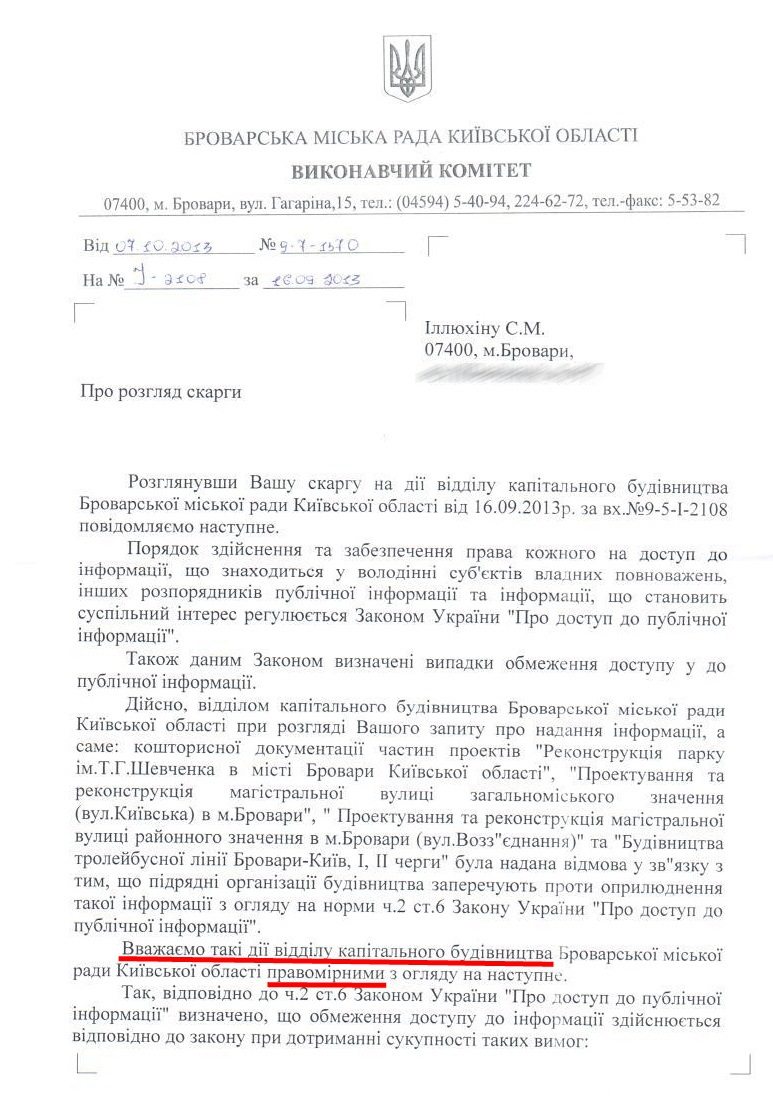 БРОВАРСЬКА МІСЬКА РАДА КИЇВСЬКОЇ ОБЛАСТІ
ВИКОНАВЧИЙ КОМІТЕТ
07400, м. Бровари, вул. Гагаріна,15, тел.: (04594) 5-40-94, 224-62-72, тел.-факс: 5-53-82
Від 07.10.2013 № 9-7-1570
На № І-2108 за 16.09 2013
Іллюхіну С.М.
07400, м.Бровари,
Про розгляд скарги
Розглянувши Вашу скаргу на дії відділу капітального будівництва
Броварської міської ради Київської області від 16.09.2013р. за вх.№9-5-І-2108
повідомляємо наступне.
Порядок здійснення та забезпечення права кожного на доступ до
інформації, що знаходиться у володінні суб'єктів владних повноважень,
інших розпорядників публічної інформації та інформації, що становить
суспільний інтерес регулюється Законом України "Про доступ до публічної
інформації".
Також даним Законом визначені випадки обмеження доступу у до
публічної інформації.
Дійсно, відділом капітального будівництва Броварської міської ради
Київської області при розгляді Вашого запиту про надання інформації, а
саме: кошторисної документації частин проектів "Реконструкція парку
ім.Т.Г.Шевченка в місті Бровари Київської області", "Проектування та
реконструкція магістральної вулиці загальноміського значення
(вул.Київська) в м.Бровари", " Проектування та реконструкція магістральної
вулиці районного значення в м.Бровари (вул.Возз"єднання)" та "Будівництва
тролейбусної лінії Бровари-Київ, І, ІІ черги" була надана відмова у зв"язку з
тим, що підрядні організації будівництва заперечують проти оприлюднення
такої інформації з огляду на норми ч.2 ст.6 Закону України "Про доступ до
публічної інформації".
Вважаємо такі дії відділу капітального будівництва Броварської міської
ради Київської області правомірними з огляду на наступне.
Так, відповідно до ч.2 ст.6 Законом України "Про доступ до публічної
інформації" визначено, що обмеження доступу до інформації здійснюється
відповідно до закону при дотриманні сукупності таких вимог: